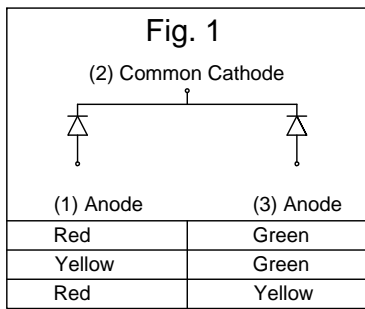 Fig. 1
(2) Common Cathode
(1) Anode (3) Anode
Red Green
Yellow Green
Red Yellow